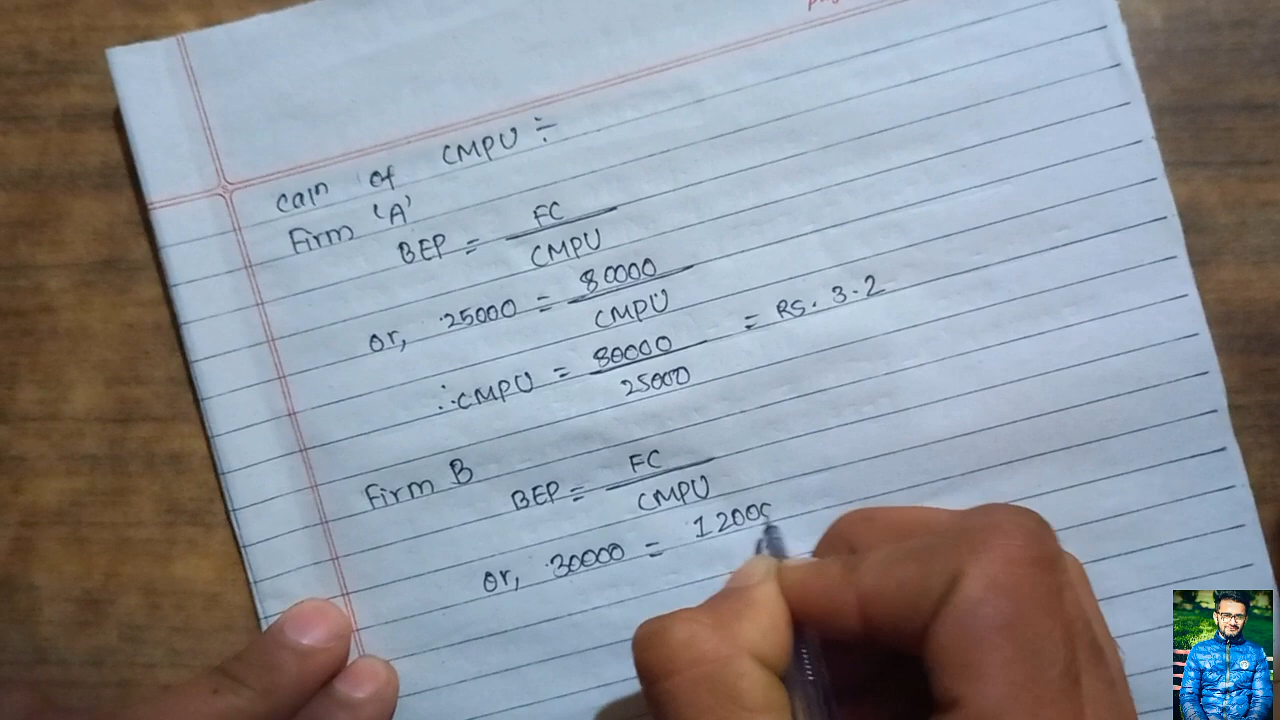 caln of CMPU ÷
Firm 'A'
BEP = FC / CMPU
or, 25000 = 80000 / CMPU
∴ CMPU = 80000 / 25000 = RS. 3.2
Firm B
BEP = FC / CMPU
or, 30000 = 12000